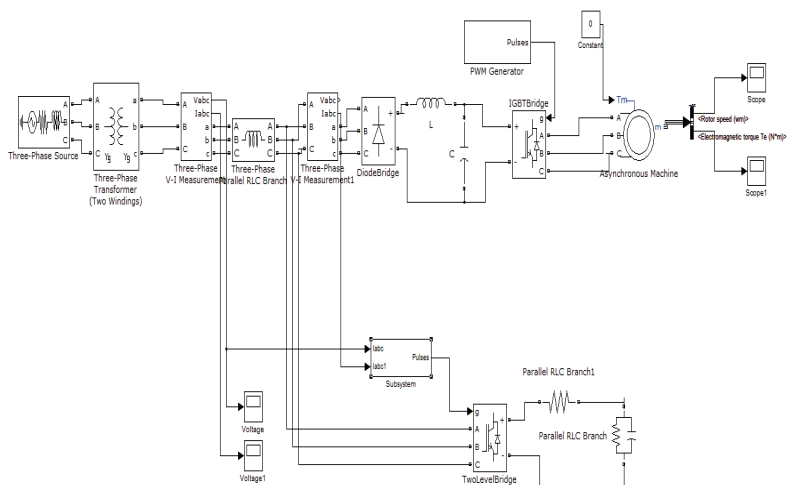 Pulses
PWM Generator
0
Constant
Scope
A
B
C
Three-Phase Source
A
B
C
a
b
c
Yg
Yg
Three-Phase
Transformer
(Two Windings)
A
B
C
Vabc
Iabc
a
b
c
Three-Phase
V-I Measurement
A
B
C
A
B
C
Three-Phase
Parallel RLC Branch
A
B
C
Vabc
Iabc
a
b
c
Three-Phase
V-I Measurement1
A
B
C
+
-
DiodeBridge
L
C
IGBTBridge
g
+
-
A
B
C
Tm
A
B
C
m
Asynchronous Machine
<Rotor speed (wm)>
<Electromagnetic torque Te (N*m)>
Scope1
Iabc
Iabc1
Pulses
Subsystem
Voltage
Voltage1
g
A
B
C
+
-
TwoLevelBridge
Parallel RLC Branch1
Parallel RLC Branch